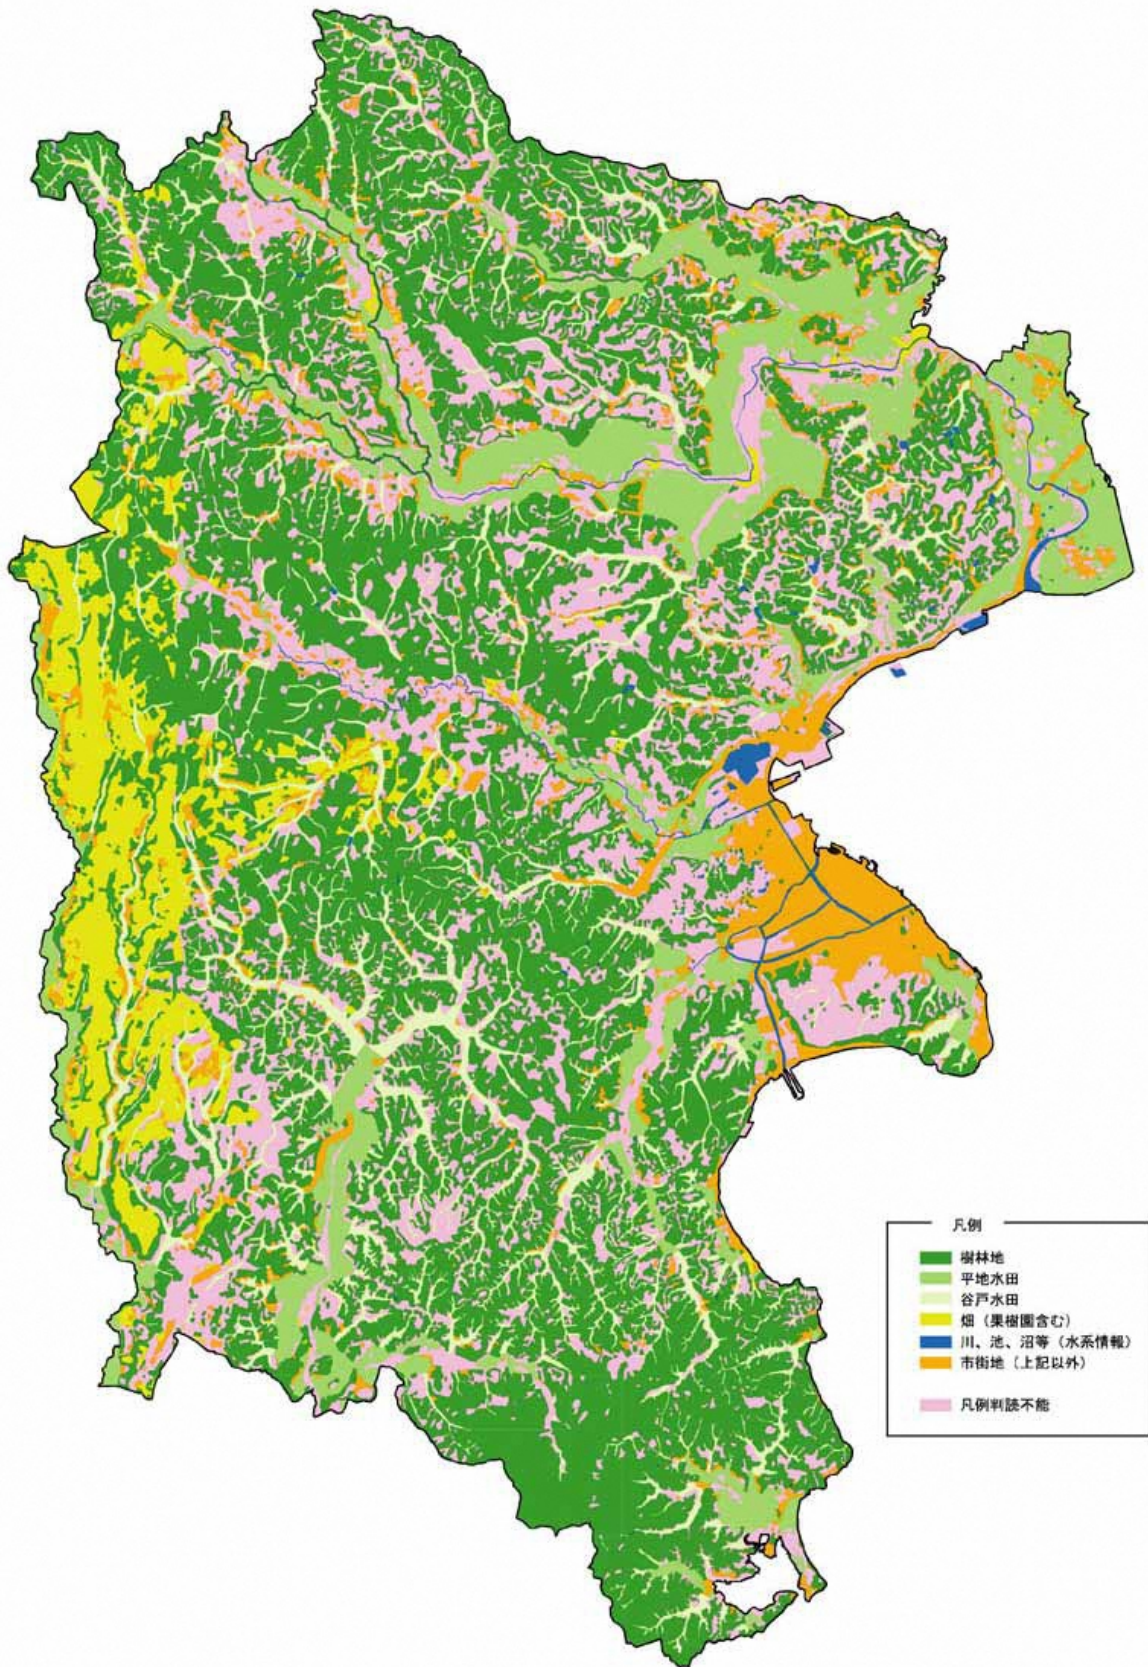 凡例
樹林地
平地水田
谷戸水田
畑（果樹園含む）
川、池、沼等（水系情報）
市街地（上記以外）
凡例判読不能